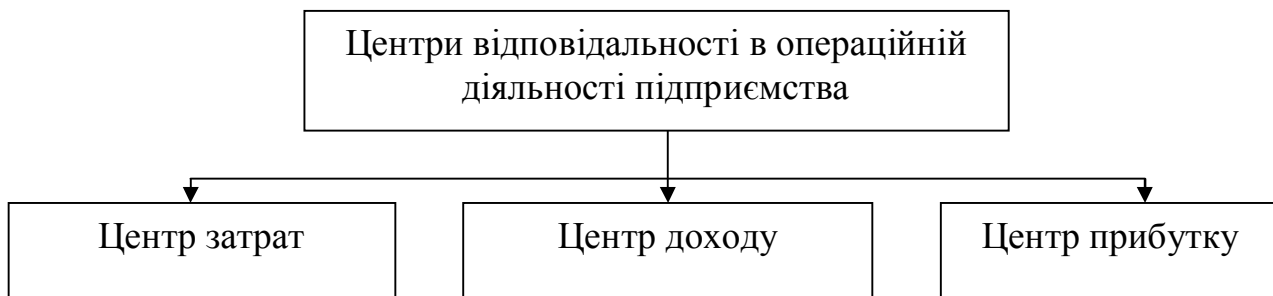 Центри відповідальності в операційній
діяльності підприємства
Центр затрат
Центр доходу
Центр прибутку